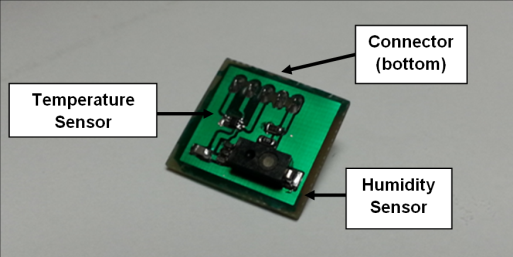 Connector
(bottom)
Temperature
Sensor
Humidity
Sensor